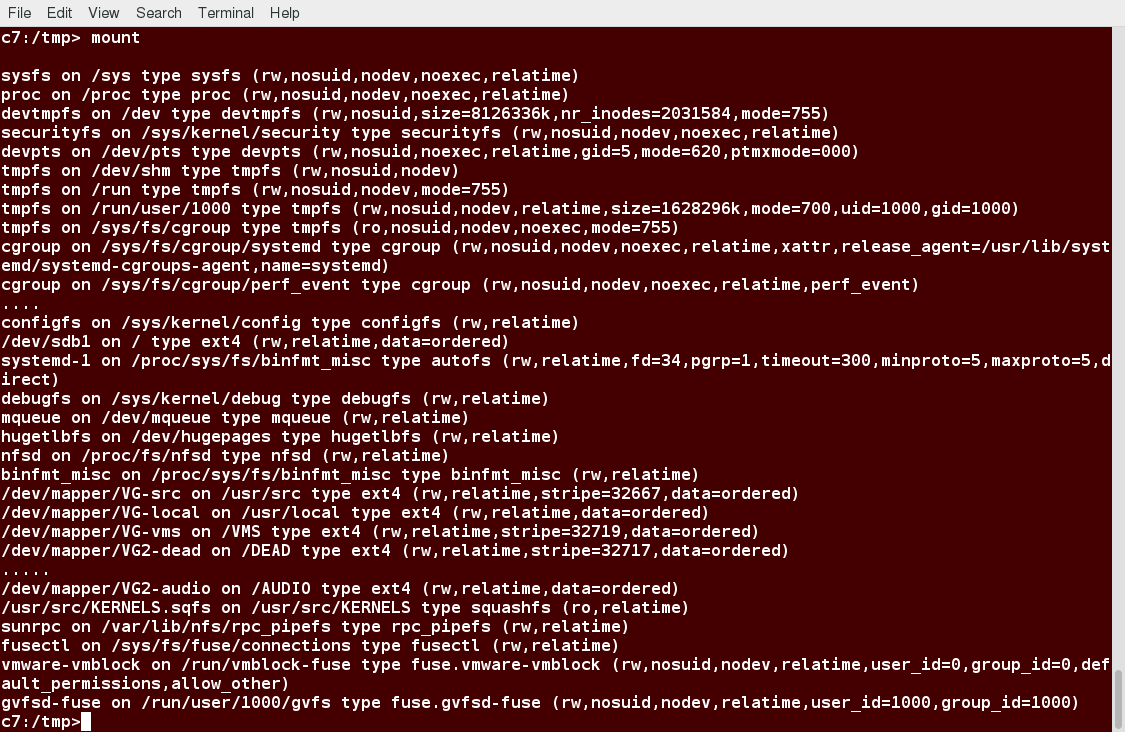 File Edit View Search Terminal Help
c7:/tmp> mount
sysfs on /sys type sysfs (rw,nosuid,nodev,noexec,relatime)
proc on /proc type proc (rw,nosuid,nodev,noexec,relatime)
devtmpfs on /dev type devtmpfs (rw,nosuid,size=8126336k,nr_inodes=2031584,mode=755)
securityfs on /sys/kernel/security type securityfs (rw,nosuid,nodev,noexec,relatime)
devpts on /dev/pts type devpts (rw,nosuid,noexec,relatime,gid=5,mode=620,ptmxmode=000)
tmpfs on /dev/shm type tmpfs (rw,nosuid,nodev)
tmpfs on /run type tmpfs (rw,nosuid,nodev,mode=755)
tmpfs on /run/user/1000 type tmpfs (rw,nosuid,nodev,relatime,size=1628296k,mode=700,uid=1000,gid=1000)
tmpfs on /sys/fs/cgroup type tmpfs (ro,nosuid,nodev,noexec,mode=755)
cgroup on /sys/fs/cgroup/systemd type cgroup (rw,nosuid,nodev,noexec,relatime,xattr,release_agent=/usr/lib/syst
emd/systemd-cgroups-agent,name=systemd)
cgroup on /sys/fs/cgroup/perf_event type cgroup (rw,nosuid,nodev,noexec,relatime,perf_event)
....
configfs on /sys/kernel/config type configfs (rw,relatime)
/dev/sdb1 on / type ext4 (rw,relatime,data=ordered)
systemd-1 on /proc/sys/fs/binfmt_misc type autofs (rw,relatime,fd=34,pgrp=1,timeout=300,minproto=5,maxproto=5,d
irect)
debugfs on /sys/kernel/debug type debugfs (rw,relatime)
mqueue on /dev/mqueue type mqueue (rw,relatime)
hugetlbfs on /dev/hugepages type hugetlbfs (rw,relatime)
nfsd on /proc/fs/nfsd type nfsd (rw,relatime)
binfmt_misc on /proc/sys/fs/binfmt_misc type binfmt_misc (rw,relatime)
/dev/mapper/VG-src on /usr/src type ext4 (rw,relatime,stripe=32667,data=ordered)
/dev/mapper/VG-local on /usr/local type ext4 (rw,relatime,data=ordered)
/dev/mapper/VG-vms on /VMS type ext4 (rw,relatime,stripe=32719,data=ordered)
/dev/mapper/VG2-dead on /DEAD type ext4 (rw,relatime,stripe=32717,data=ordered)
.....
/dev/mapper/VG2-audio on /AUDIO type ext4 (rw,relatime,data=ordered)
/usr/src/KERNELS.sqfs on /usr/src/KERNELS type squashfs (ro,relatime)
sunrpc on /var/lib/nfs/rpc_pipefs type rpc_pipefs (rw,relatime)
fusectl on /sys/fs/fuse/connections type fusectl (rw,relatime)
vmware-vmblock on /run/vmblock-fuse type fuse.vmware-vmblock (rw,nosuid,nodev,relatime,user_id=0,group_id=0,def
ault_permissions,allow_other)
gvfsd-fuse on /run/user/1000/gvfs type fuse.gvfsd-fuse (rw,nosuid,nodev,relatime,user_id=1000,group_id=1000)
c7:/tmp>